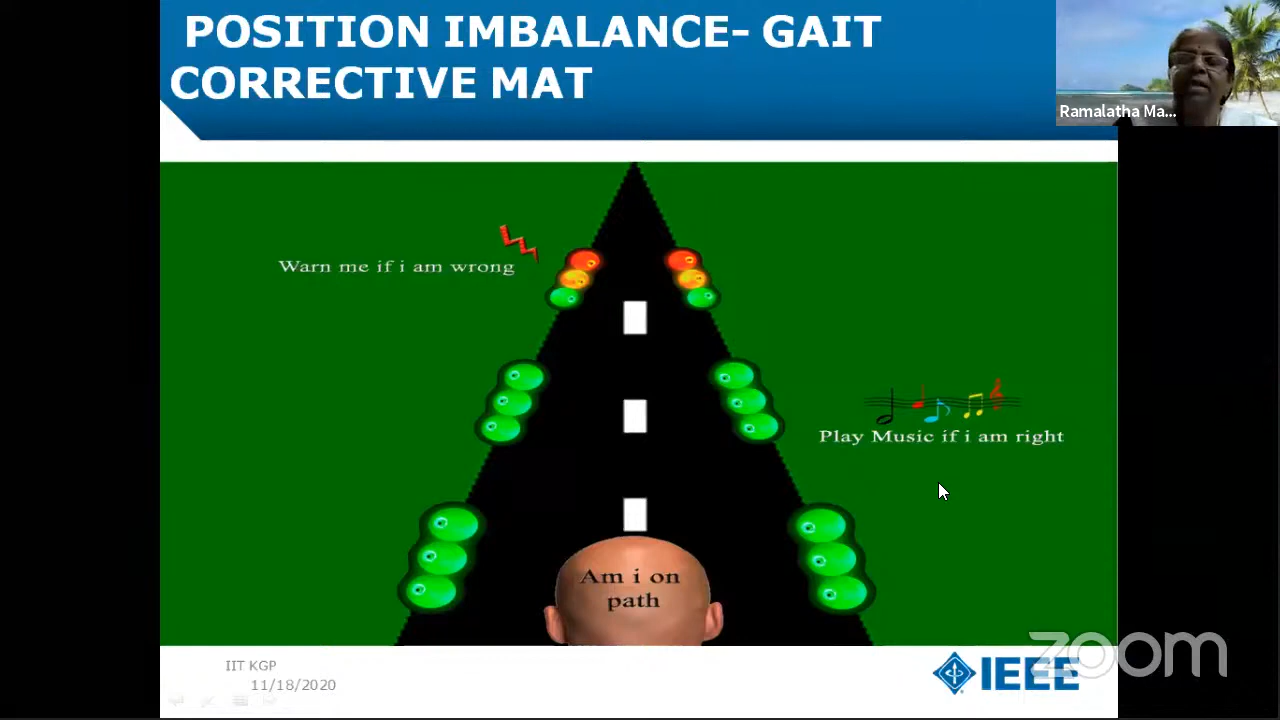 POSITION IMBALANCE- GAIT
CORRECTIVE MAT
Ramalatha Ma...
Warn me if i am wrong
Play Music if i am right
Am i on
path
IIT KGP
11/18/2020
IEEE
zoom